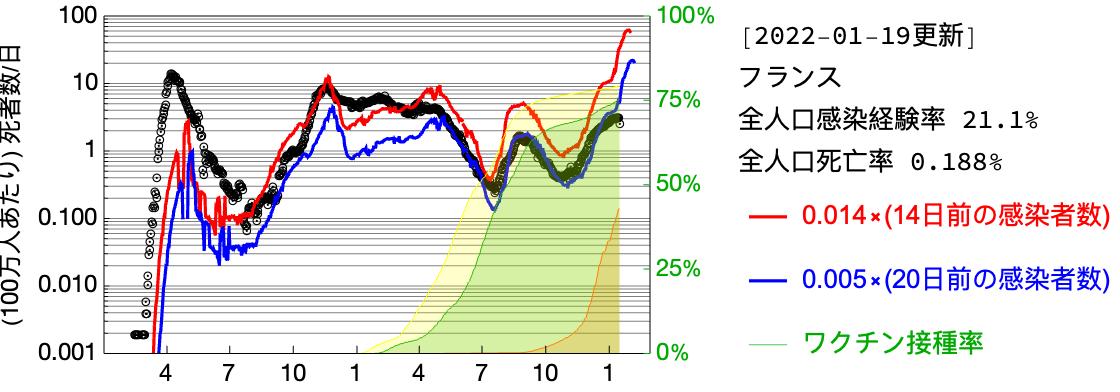 (100万人あたり) 死者数/日
100
10
1
0.100
0.010
0.001
100%
75%
50%
25%
0%
4 7 10 1 4 7 10 1
[2022-01-19更新]
フランス
全人口感染経験率 21.1%
全人口死亡率 0.188%
0.014×(14日前の感染者数)
0.005×(20日前の感染者数)
ワクチン接種率